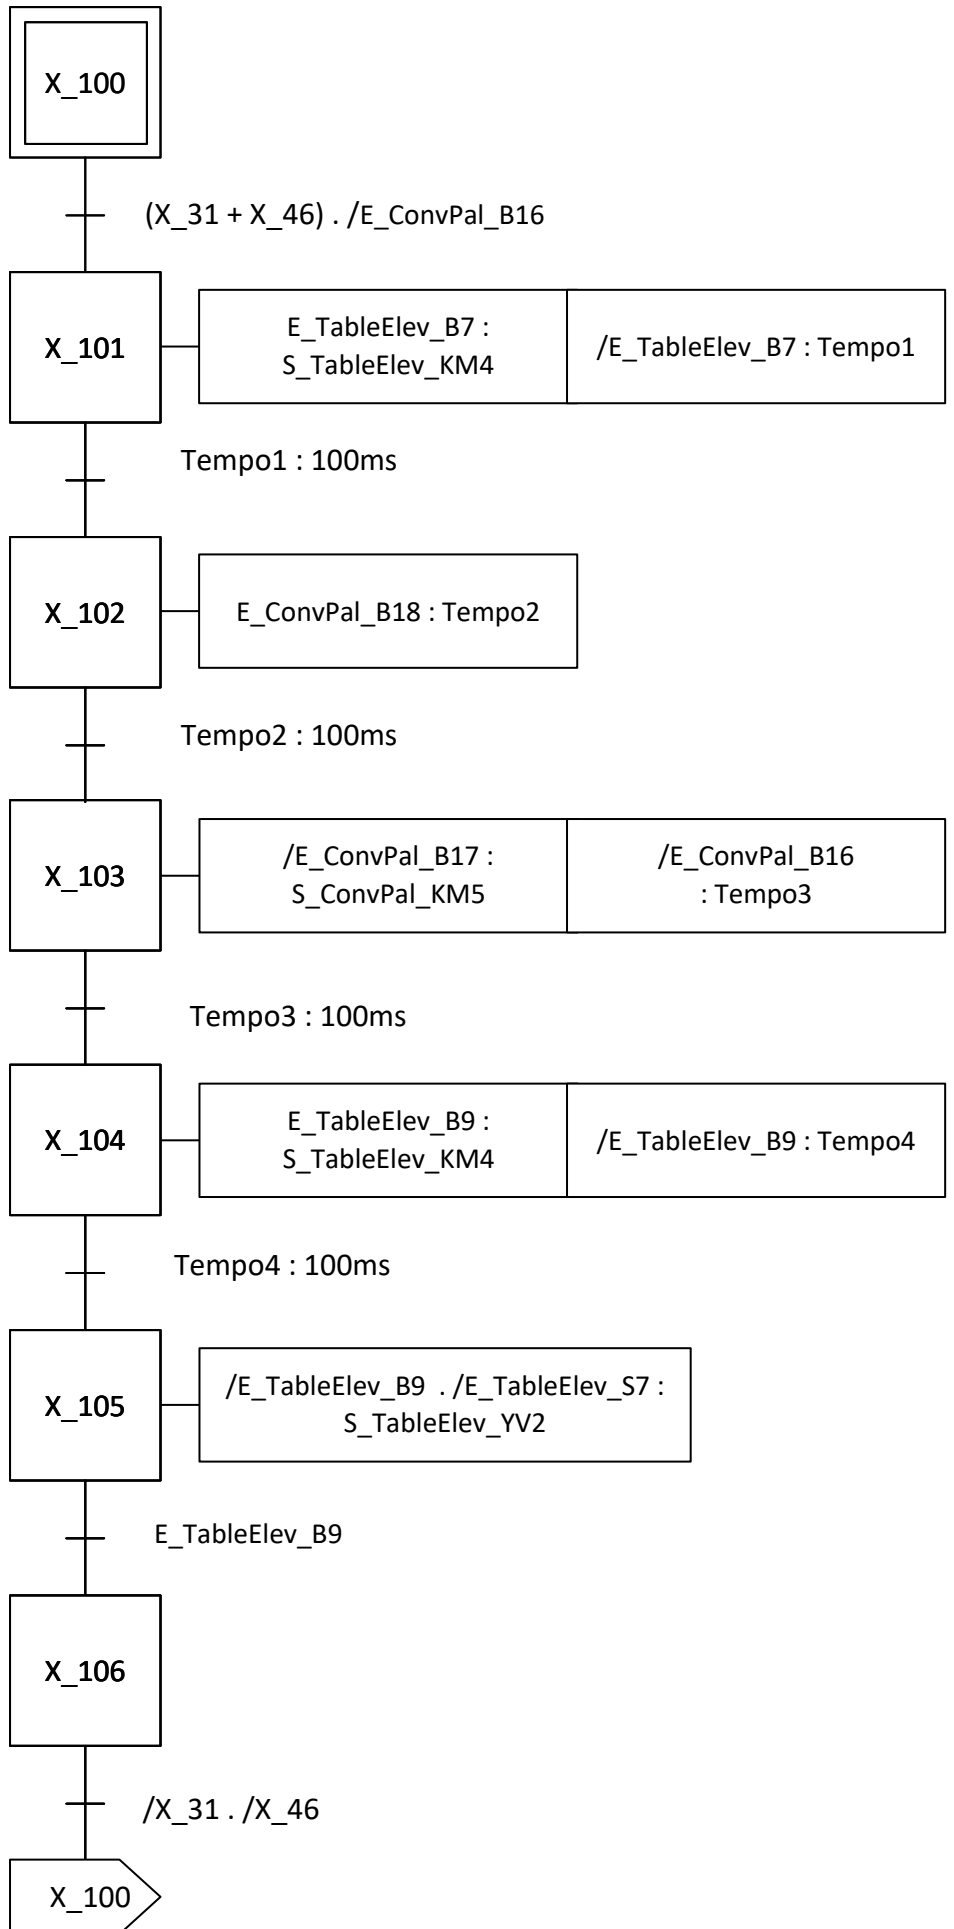 X_100
(X_31 + X_46) . /E_ConvPal_B16
X_101
E_TableElev_B7 :
S_TableElev_KM4
/E_TableElev_B7 : Tempo1
Tempo1 : 100ms
X_102
E_ConvPal_B18 : Tempo2
Tempo2 : 100ms
X_103
/E_ConvPal_B17 :
S_ConvPal_KM5
/E_ConvPal_B16
: Tempo3
Tempo3 : 100ms
X_104
E_TableElev_B9 :
S_TableElev_KM4
/E_TableElev_B9 : Tempo4
Tempo4 : 100ms
X_105
/E_TableElev_B9 . /E_TableElev_S7 :
S_TableElev_YV2
E_TableElev_B9
X_106
/X_31 . /X_46
X_100